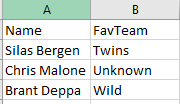 A B
Name FavTeam
Silas Bergen Twins
Chris Malone Unknown
Brant Deppa Wild